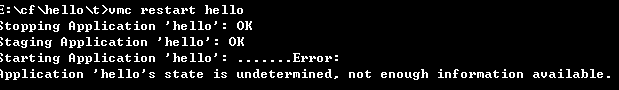 E:\cf\hello\t>vmc restart hello
Stopping Application 'hello': OK
Staging Application 'hello': OK
Starting Application 'hello': .......Error:
Application 'hello's state is undetermined, not enough information available.